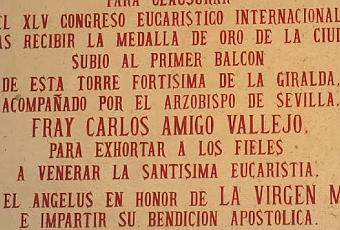 PARA CLAUSURAR
EL XLV CONGRESO EUCARISTICO INTERNACIONAL
RECIBIR LA MEDALLA DE ORO DE LA
SUBIO AL PRIMER BALCON
DE ESTA TORRE FORTISIMA DE LA GIRALDA,
ACOMPAÑADO POR EL ARZOBISPO DE SEVILLA,
FRAY CARLOS AMIGO VALLEJO,
PARA EXHORTAR A LOS FIELES
A VENERAR LA SANTISIMA EUCARISTIA,
EL ANGELUS EN HONOR DE LA VIRGEN
E IMPARTIR SU BENDICION APOSTOLICA.